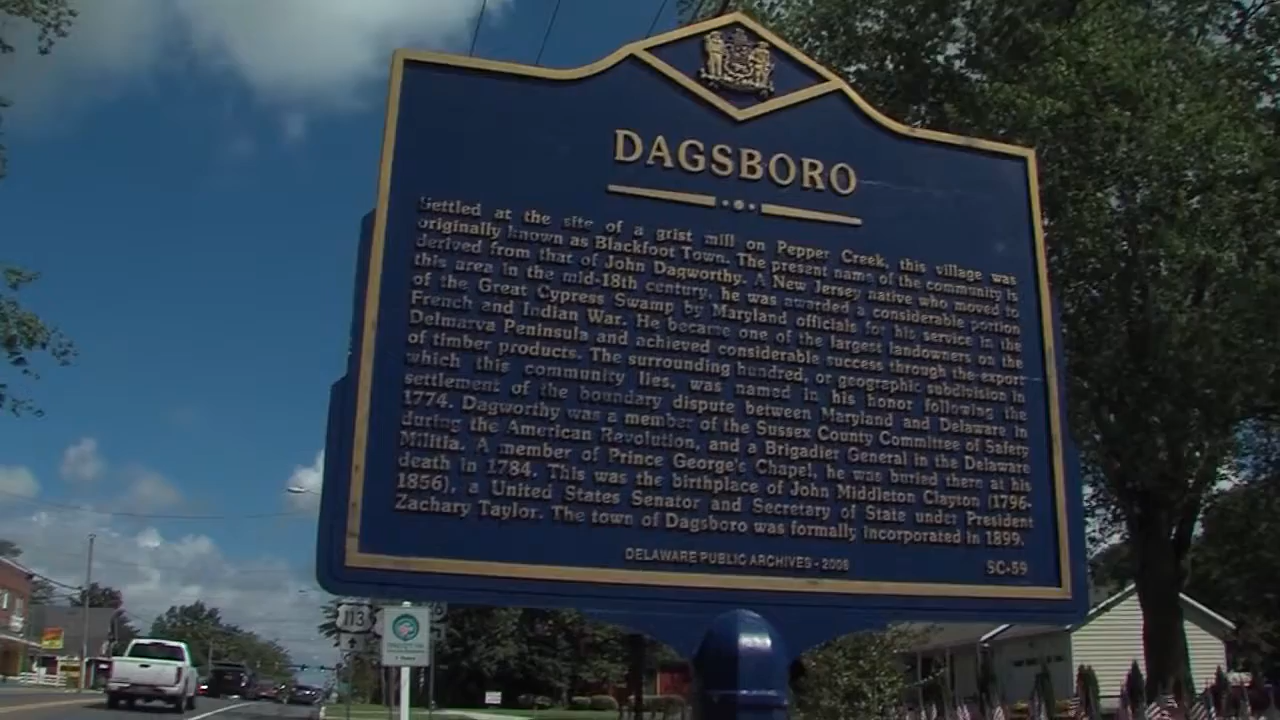 DAGSBORO
Settled at the site of a grist mill on Pepper Creek, this village was
originally known as Blackfoot Town. The present name of the community is
derived from that of John Dagworthy. A New Jersey native who moved to
this area in the mid-18th century, he was awarded a considerable portion
of the Great Cypress Swamp by Maryland officials for his service in the
French and Indian War. He became one of the largest landowners on the
Delmarva Peninsula and achieved considerable success through the export
of timber products. The surrounding hundred, or geographic subdivision in
which this community lies, was named in his honor following the
settlement of the boundary dispute between Maryland and Delaware in
1774. Dagworthy was a member of the Sussex County Committee of Safety
during the American Revolution, and a Brigadier General in the Delaware
Militia. A member of Prince George's Chapel, he was buried there at his
death in 1784. This was the birthplace of John Middleton Clayton (1796-
1856), a United States Senator and Secretary of State under President
Zachary Taylor. The town of Dagsboro was formally incorporated in 1899.
DELAWARE PUBLIC ARCHIVES - 2008
SC-59
113